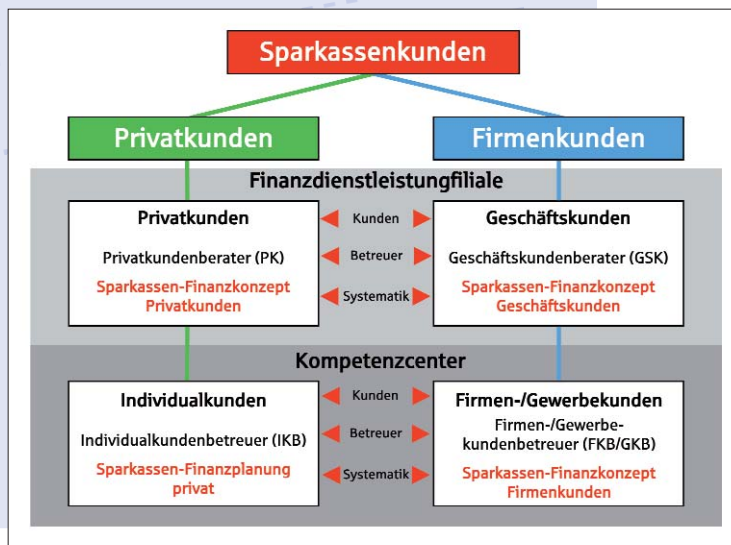 Sparkassenkunden
Privatkunden
Firmenkunden
Finanzdienstleistungfiliale
Privatkunden
Privatkundenberater (PK)
Sparkassen-Finanzkonzept
Privatkunden
Kunden
Betreuer
Systematik
Geschäftskunden
Geschäftskundenberater (GSK)
Sparkassen-Finanzkonzept
Geschäftskunden
Kompetenzcenter
Individualkunden
Individualkundenbetreuer (IKB)
Sparkassen-Finanzplanung
privat
Kunden
Betreuer
Systematik
Firmen-/Gewerbekunden
Firmen-/Gewerbe-
kundenbetreuer (FKB/GKB)
Sparkassen-Finanzkonzept
Firmenkunden